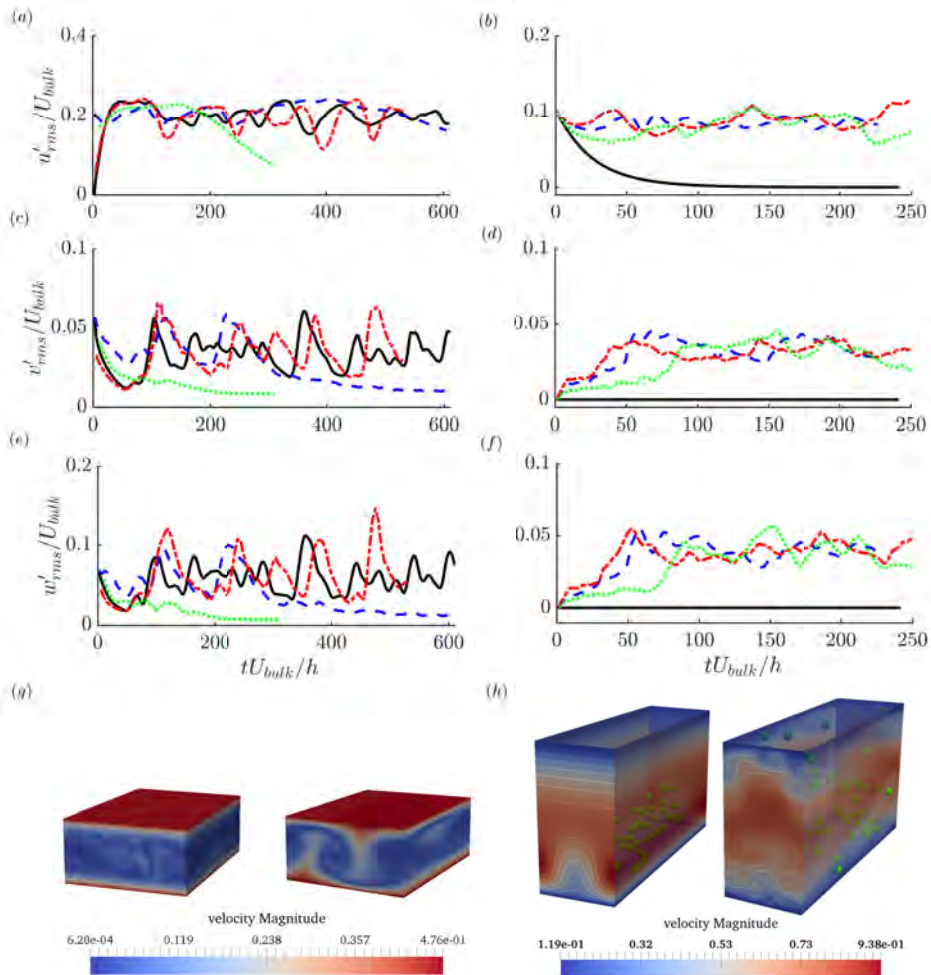 (a)
(b)
u'rms/Ubulk
0.4
0.2
0
0 200 400 600
0.2
0.1
0
0 50 100 150 200 250
(c)
(d)
v'rms/Ubulk
0.1
0.05
0
0 200 400 600
0.1
0.05
0
0 50 100 150 200 250
(e)
(f)
w'rms/Ubulk
0.2
0.1
0
0 200 400 600
tUbulk/h
0.1
0.05
0
0 50 100 150 200 250
tUbulk/h
(g)
(h)
velocity Magnitude
6.20e-04 0.119 0.238 0.357 4.76e-01
velocity Magnitude
1.19e-01 0.32 0.53 0.73 9.38e-01